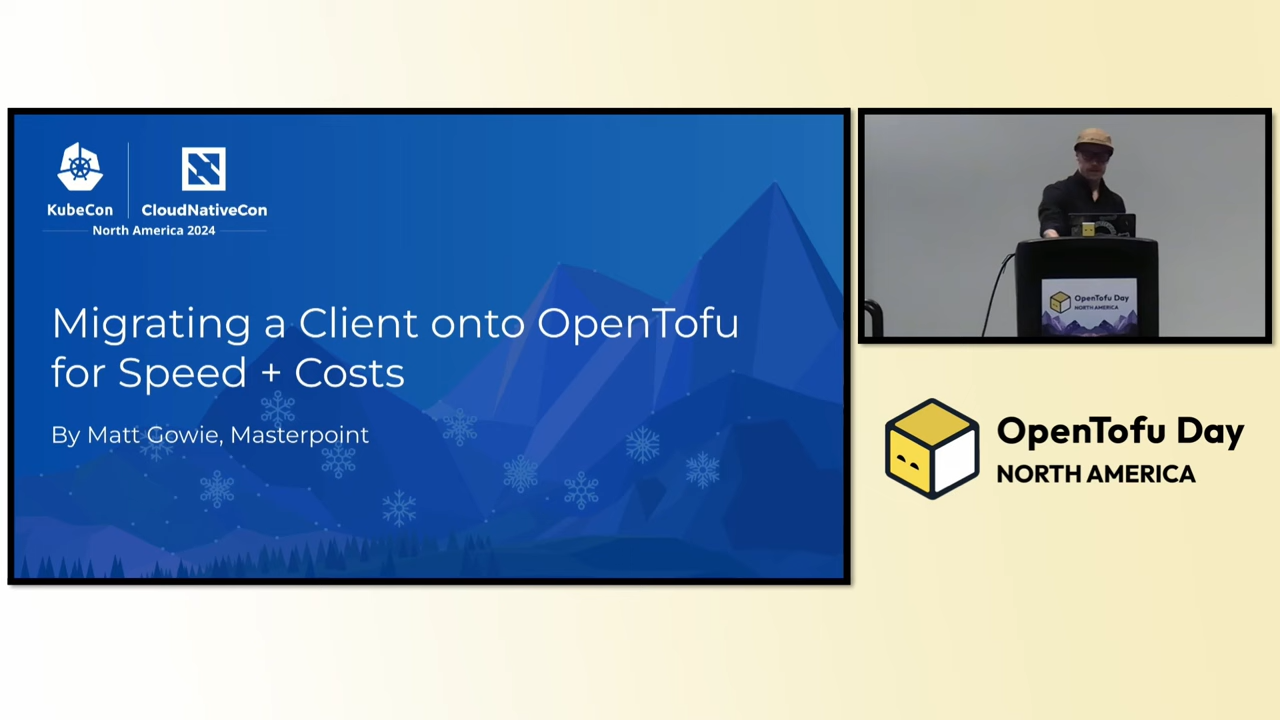 KubeCon
CloudNativeCon
North America 2024
Migrating a Client onto OpenTofu
for Speed + Costs
By Matt Gowie, Masterpoint
OpenTofu Day
NORTH AMERICA
OpenTofu Day
NORTH AMERICA